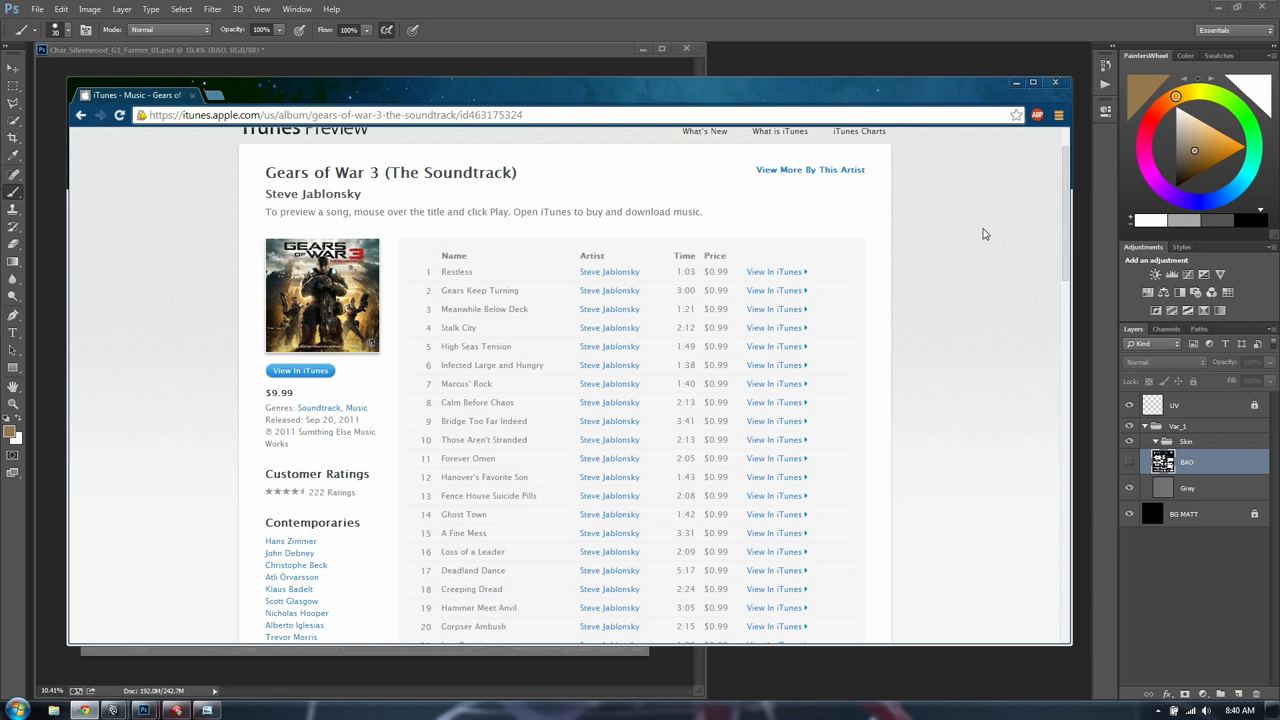 Ps File Edit Image Layer Type Select Filter 3D View Window Help
30 Mode: Normal Opacity: 100% Flow: 100% Essentials
Char_Silverwood_G1_Farmer_01.psd @ 10.4% (BAO, RGB/8#) *
iTunes - Music - Gears of
https://itunes.apple.com/us/album/gears-of-war-3-the-soundtrack/id463175324
iTunes Preview What's New What is iTunes iTunes Charts
Gears of War 3 (The Soundtrack) View More By This Artist
Steve Jablonsky
To preview a song, mouse over the title and click Play. Open iTunes to buy and download music.
GEARS OF WAR 3
View In iTunes
$9.99
Genres: Soundtrack, Music
Released: Sep 20, 2011
℗ 2011 Sumthing Else Music
Works
Customer Ratings
222 Ratings
Contemporaries
Hans Zimmer
John Debney
Christophe Beck
Atli Örvarsson
Klaus Badelt
Scott Glasgow
Nicholas Hooper
Alberto Iglesias
Trevor Morris
Name Artist Time Price
1 Restless Steve Jablonsky 1:03 $0.99 View In iTunes
2 Gears Keep Turning Steve Jablonsky 3:00 $0.99 View In iTunes
3 Meanwhile Below Deck Steve Jablonsky 1:21 $0.99 View In iTunes
4 Stalk City Steve Jablonsky 2:12 $0.99 View In iTunes
5 High Seas Tension Steve Jablonsky 1:49 $0.99 View In iTunes
6 Infected Large and Hungry Steve Jablonsky 1:38 $0.99 View In iTunes
7 Marcus' Rock Steve Jablonsky 1:40 $0.99 View In iTunes
8 Calm Before Chaos Steve Jablonsky 2:13 $0.99 View In iTunes
9 Bridge Too Far Indeed Steve Jablonsky 3:41 $0.99 View In iTunes
10 Those Aren't Stranded Steve Jablonsky 2:13 $0.99 View In iTunes
11 Forever Omen Steve Jablonsky 2:05 $0.99 View In iTunes
12 Hanover's Favorite Son Steve Jablonsky 1:43 $0.99 View In iTunes
13 Fence House Suicide Pills Steve Jablonsky 2:08 $0.99 View In iTunes
14 Ghost Town Steve Jablonsky 1:42 $0.99 View In iTunes
15 A Fine Mess Steve Jablonsky 3:31 $0.99 View In iTunes
16 Loss of a Leader Steve Jablonsky 2:09 $0.99 View In iTunes
17 Deadland Dance Steve Jablonsky 5:17 $0.99 View In iTunes
18 Creeping Dread Steve Jablonsky 2:24 $0.99 View In iTunes
19 Hammer Meet Anvil Steve Jablonsky 3:05 $0.99 View In iTunes
20 Corpser Ambush Steve Jablonsky 2:15 $0.99 View In iTunes
PaintersWheel Color Swatches
Adjustments Styles
Add an adjustment
Layers Channels Paths
Kind
Normal Opacity:
Lock: Fill:
UV
Var_1
Skin
BAO
Grey
BG MATT
10.41% Doc: 192.0M/242.7M
8:40 AM